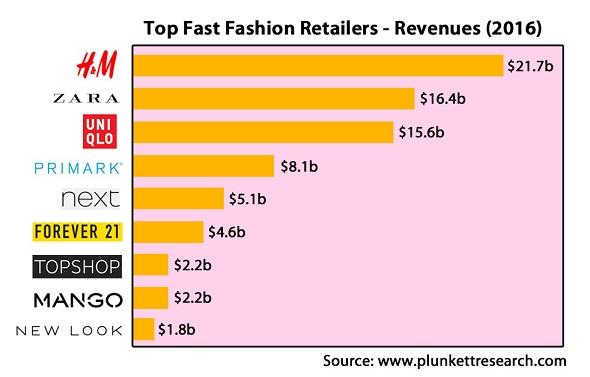 Top Fast Fashion Retailers - Revenues (2016)
H&M $21.7b
ZARA $16.4b
UNI
QLO $15.6b
PRIMARK® $8.1b
next $5.1b
FOREVER 21 $4.6b
TOPSHOP $2.2b
MANGO $2.2b
NEW LOOK $1.8b
Source: www.plunkettresearch.com